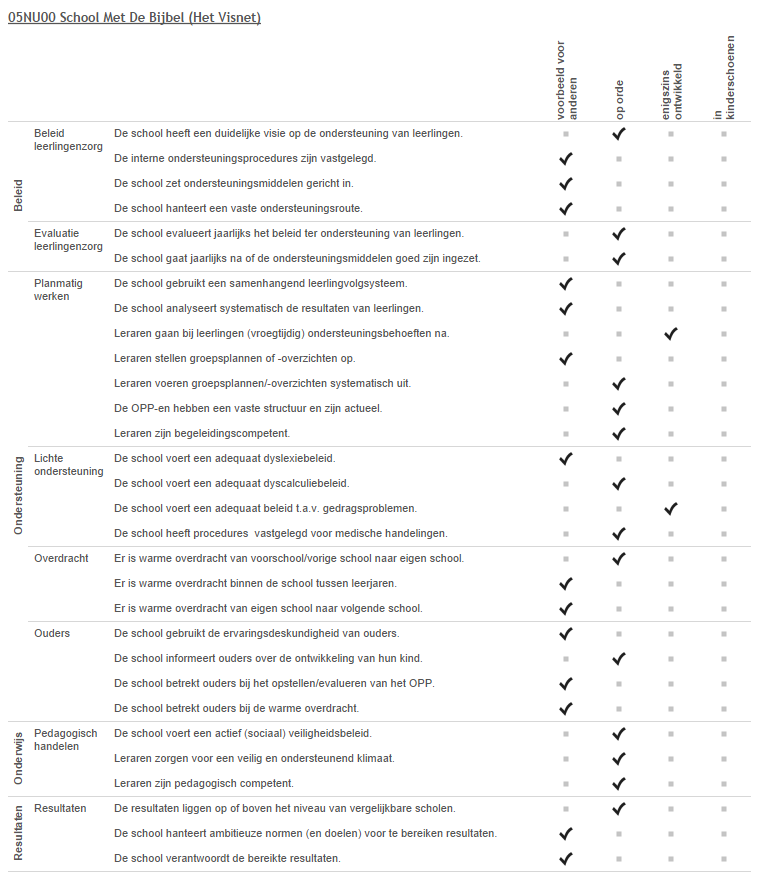 05NU00 School Met De Bijbel (Het Visnet)
voorbeeld voor
anderen
op orde
enigszins
ontwikkeld
in
kinderschoenen
Beleid
Beleid
leerlingenzorg
De school heeft een duidelijke visie op de ondersteuning van leerlingen.
De interne ondersteuningsprocedures zijn vastgelegd.
De school zet ondersteuningsmiddelen gericht in.
De school hanteert een vaste ondersteuningsroute.
Evaluatie
leerlingenzorg
De school evalueert jaarlijks het beleid ter ondersteuning van leerlingen.
De school gaat jaarlijks na of de ondersteuningsmiddelen goed zijn ingezet.
Ondersteuning
Planmatig
werken
De school gebruikt een samenhangend leerlingvolgsysteem.
De school analyseert systematisch de resultaten van leerlingen.
Leraren gaan bij leerlingen (vroegtijdig) ondersteuningsbehoeften na.
Leraren stellen groepsplannen of -overzichten op.
Leraren voeren groepsplannen/-overzichten systematisch uit.
De OPP-en hebben een vaste structuur en zijn actueel.
Leraren zijn begeleidingscompetent.
Lichte
ondersteuning
De school voert een adequaat dyslexiebeleid.
De school voert een adequaat dyscalculiebeleid.
De school voert een adequaat beleid t.a.v. gedragsproblemen.
De school heeft procedures  vastgelegd voor medische handelingen.
Overdracht
Er is warme overdracht van voorschool/vorige school naar eigen school.
Er is warme overdracht binnen de school tussen leerjaren.
Er is warme overdracht van eigen school naar volgende school.
Ouders
De school gebruikt de ervaringsdeskundigheid van ouders.
De school informeert ouders over de ontwikkeling van hun kind.
De school betrekt ouders bij het opstellen/evalueren van het OPP.
De school betrekt ouders bij de warme overdracht.
Onderwijs
Pedagogisch
handelen
De school voert een actief (sociaal) veiligheidsbeleid.
Leraren zorgen voor een veilig en ondersteunend klimaat.
Leraren zijn pedagogisch competent.
Resultaten
Resultaten
De resultaten liggen op of boven het niveau van vergelijkbare scholen.
De school hanteert ambitieuze normen (en doelen) voor te bereiken resultaten.
De school verantwoordt de bereikte resultaten.